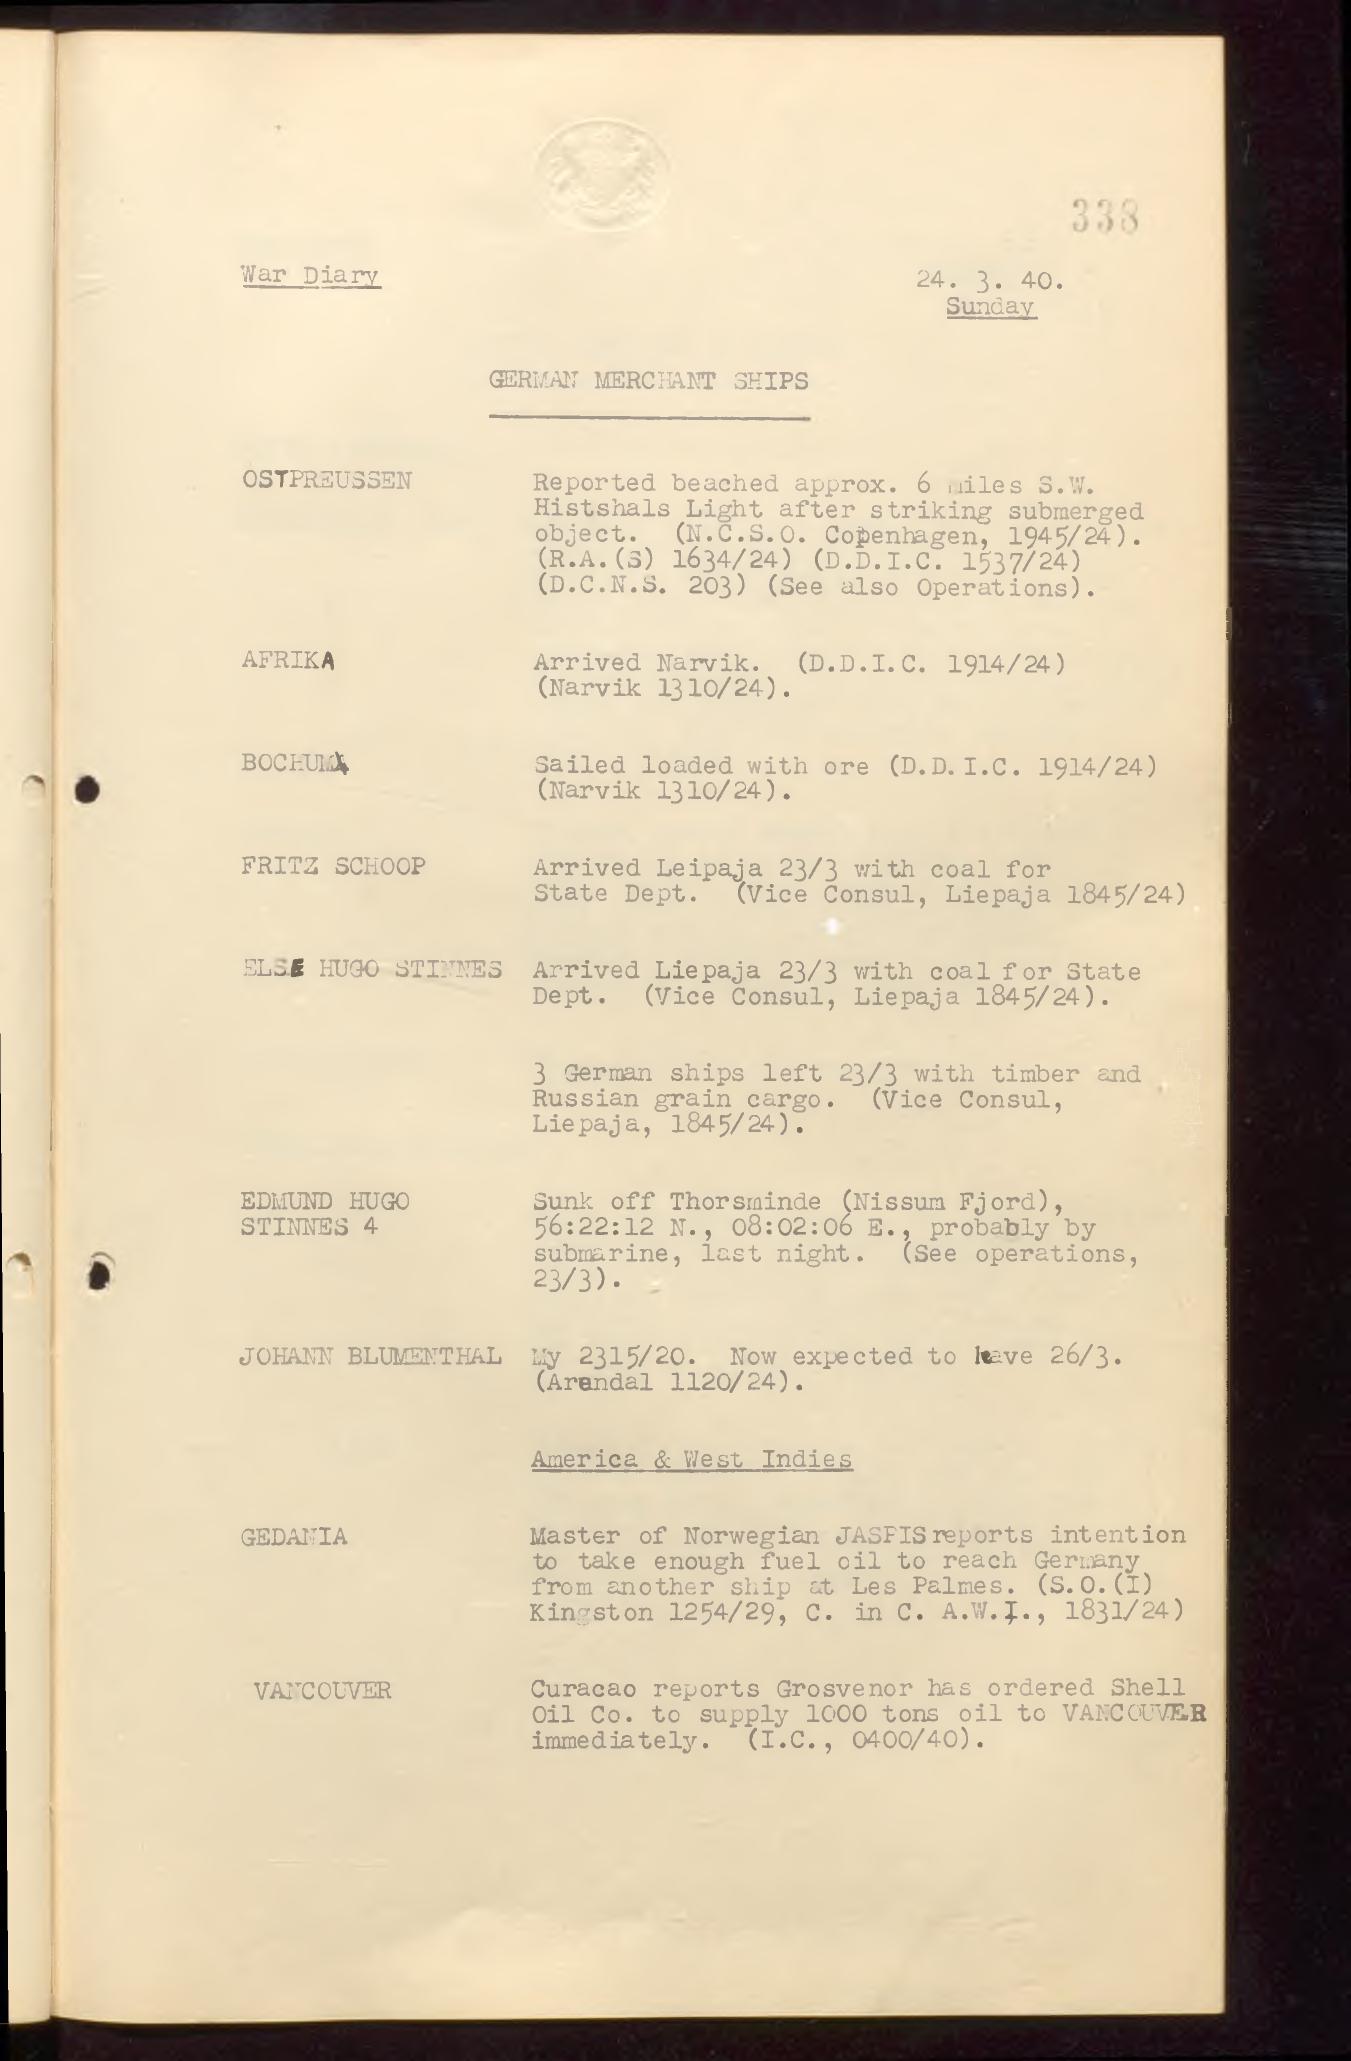 338
War Diary
24. 3. 40.
Sunday
GERMAN MERCHANT SHIPS
OSTPREUSSEN Reported beached approx. 6 miles S.W.
Histshals Light after striking submerged
object. (N.C.S.O. Copenhagen, 1945/24).
(R.A.(S) 1634/24) (D.D.I.C. 1537/24)
(D.C.N.S. 203) (See also Operations).
AFRIKA Arrived Narvik. (D.D.I.C. 1914/24)
(Narvik 1310/24).
BOCHUM Sailed loaded with ore (D.D.I.C. 1914/24)
(Narvik 1310/24).
FRITZ SCHOOP Arrived Leipaja 23/3 with coal for
State Dept. (Vice Consul, Liepaja 1845/24)
ELSE HUGO STINNES Arrived Liepaja 23/3 with coal for State
Dept. (Vice Consul, Liepaja 1845/24).
3 German ships left 23/3 with timber and
Russian grain cargo. (Vice Consul,
Liepaja, 1845/24).
EDMUND HUGO Sunk off Thorsminde (Nissum Fjord),
STINNES 4 56:22:12 N., 08:02:06 E., probably by
submarine, last night. (See operations,
23/3).
JOHANN BLUMENTHAL My 2315/20. Now expected to leave 26/3.
(Arendal 1120/24).
America & West Indies
GEDANIA Master of Norwegian JASPIS reports intention
to take enough fuel oil to reach Germany
from another ship at Les Palmes. (S.O.(I)
Kingston 1254/29, C. in C. A.W.I., 1831/24)
VANCOUVER Curacao reports Grosvenor has ordered Shell
Oil Co. to supply 1000 tons oil to VANCOUVER
immediately. (I.C., 0400/40).